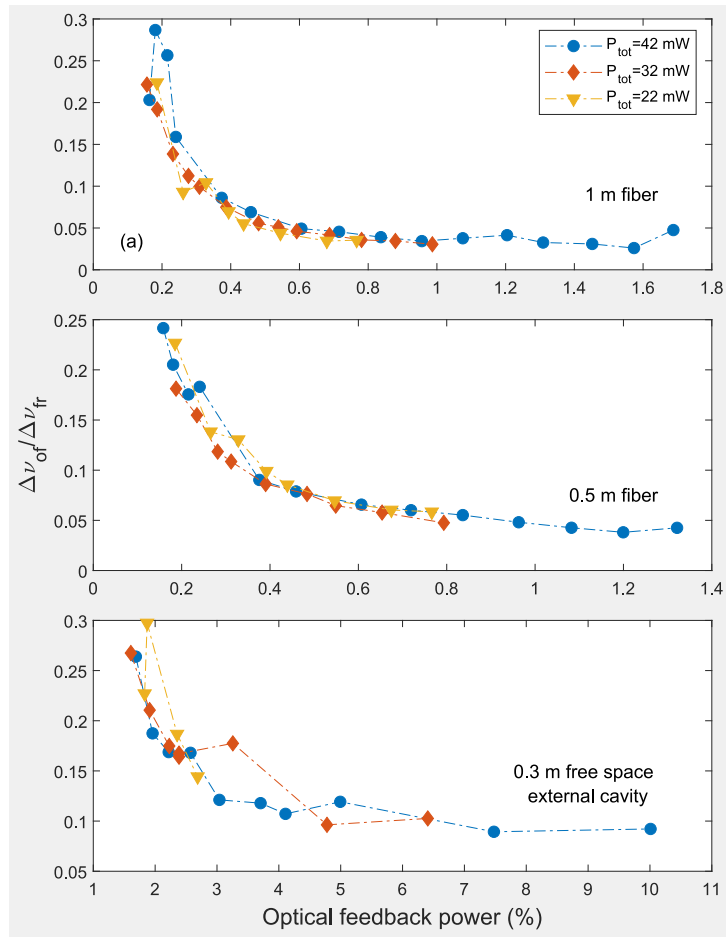 0.3
0.25
0.2
0.15
0.1
0.05
0
P_tot=42 mW
P_tot=32 mW
P_tot=22 mW
1 m fiber
(a)
0 0.2 0.4 0.6 0.8 1 1.2 1.4 1.6 1.8
0.25
0.2
0.15
0.1
0.05
0
Δν_of/Δν_fr
0.5 m fiber
0 0.2 0.4 0.6 0.8 1 1.2 1.4
0.3
0.25
0.2
0.15
0.1
0.05
0.3 m free space
external cavity
1 2 3 4 5 6 7 8 9 10 11
Optical feedback power (%)